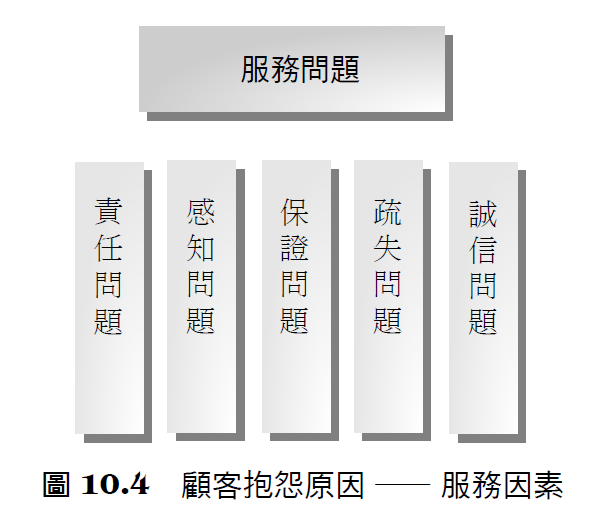 服務問題
責任問題
感知問題
保證問題
疏失問題
誠信問題
圖 10.4 顧客抱怨原因 —— 服務因素